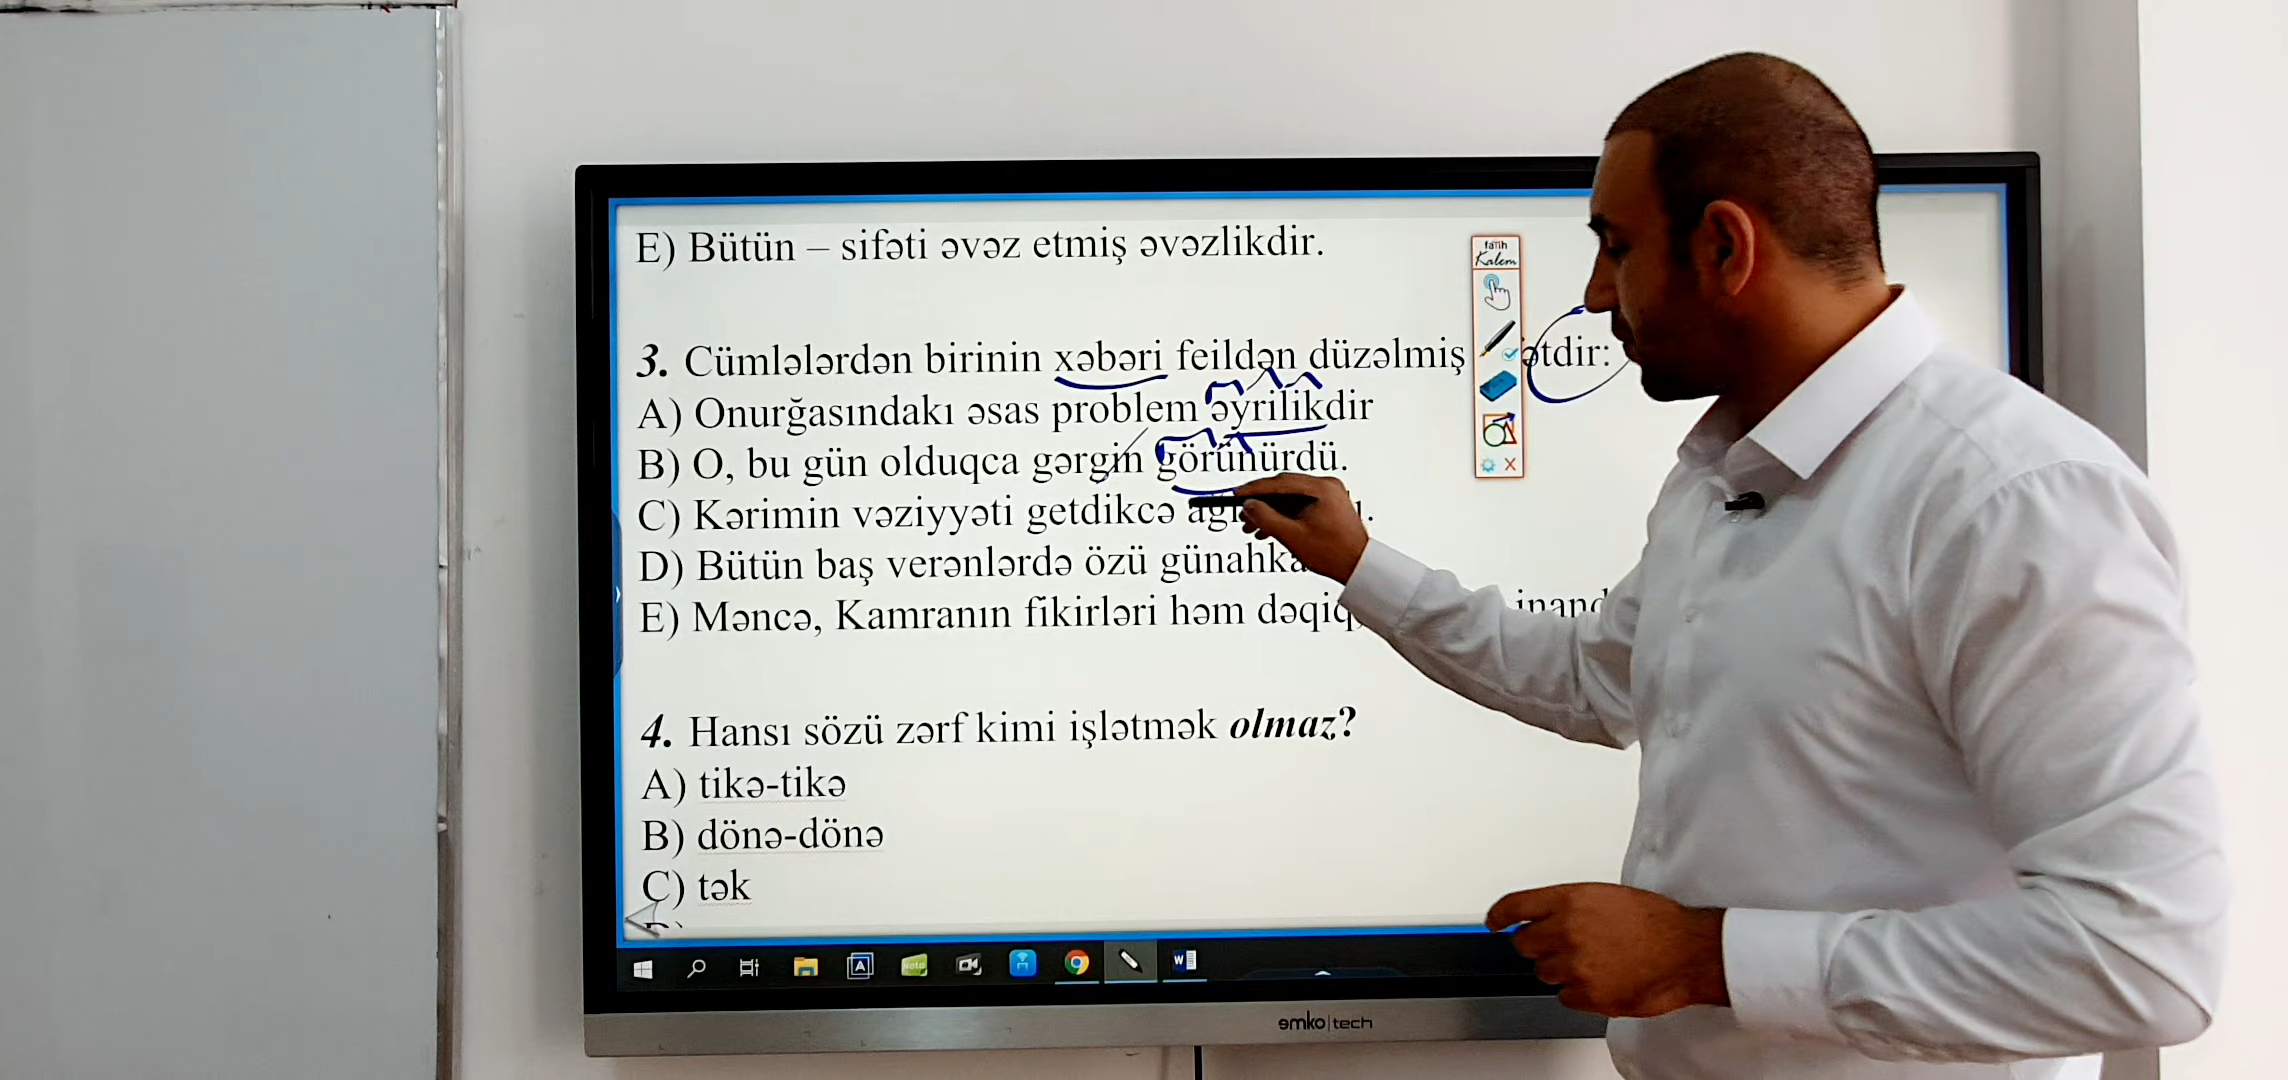 E) Bütün – sifəti əvəz etmiş əvəzlikdir.
fatih
Kalem
3. Cümlələrdən birinin xəbəri feildən düzəlmiş ətdir:
A) Onurğasındakı əsas problem əyrilikdir
B) O, bu gün olduqca gərgin görünürdü.
C) Kərimin vəziyyəti getdikcə
D) Bütün baş verənlərdə özü
E) Məncə, Kamranın fikirləri həm
4. Hansı sözü zərf kimi işlətmək olmaz?
A) tikə-tikə
B) dönə-dönə
C) tək
emko|tech